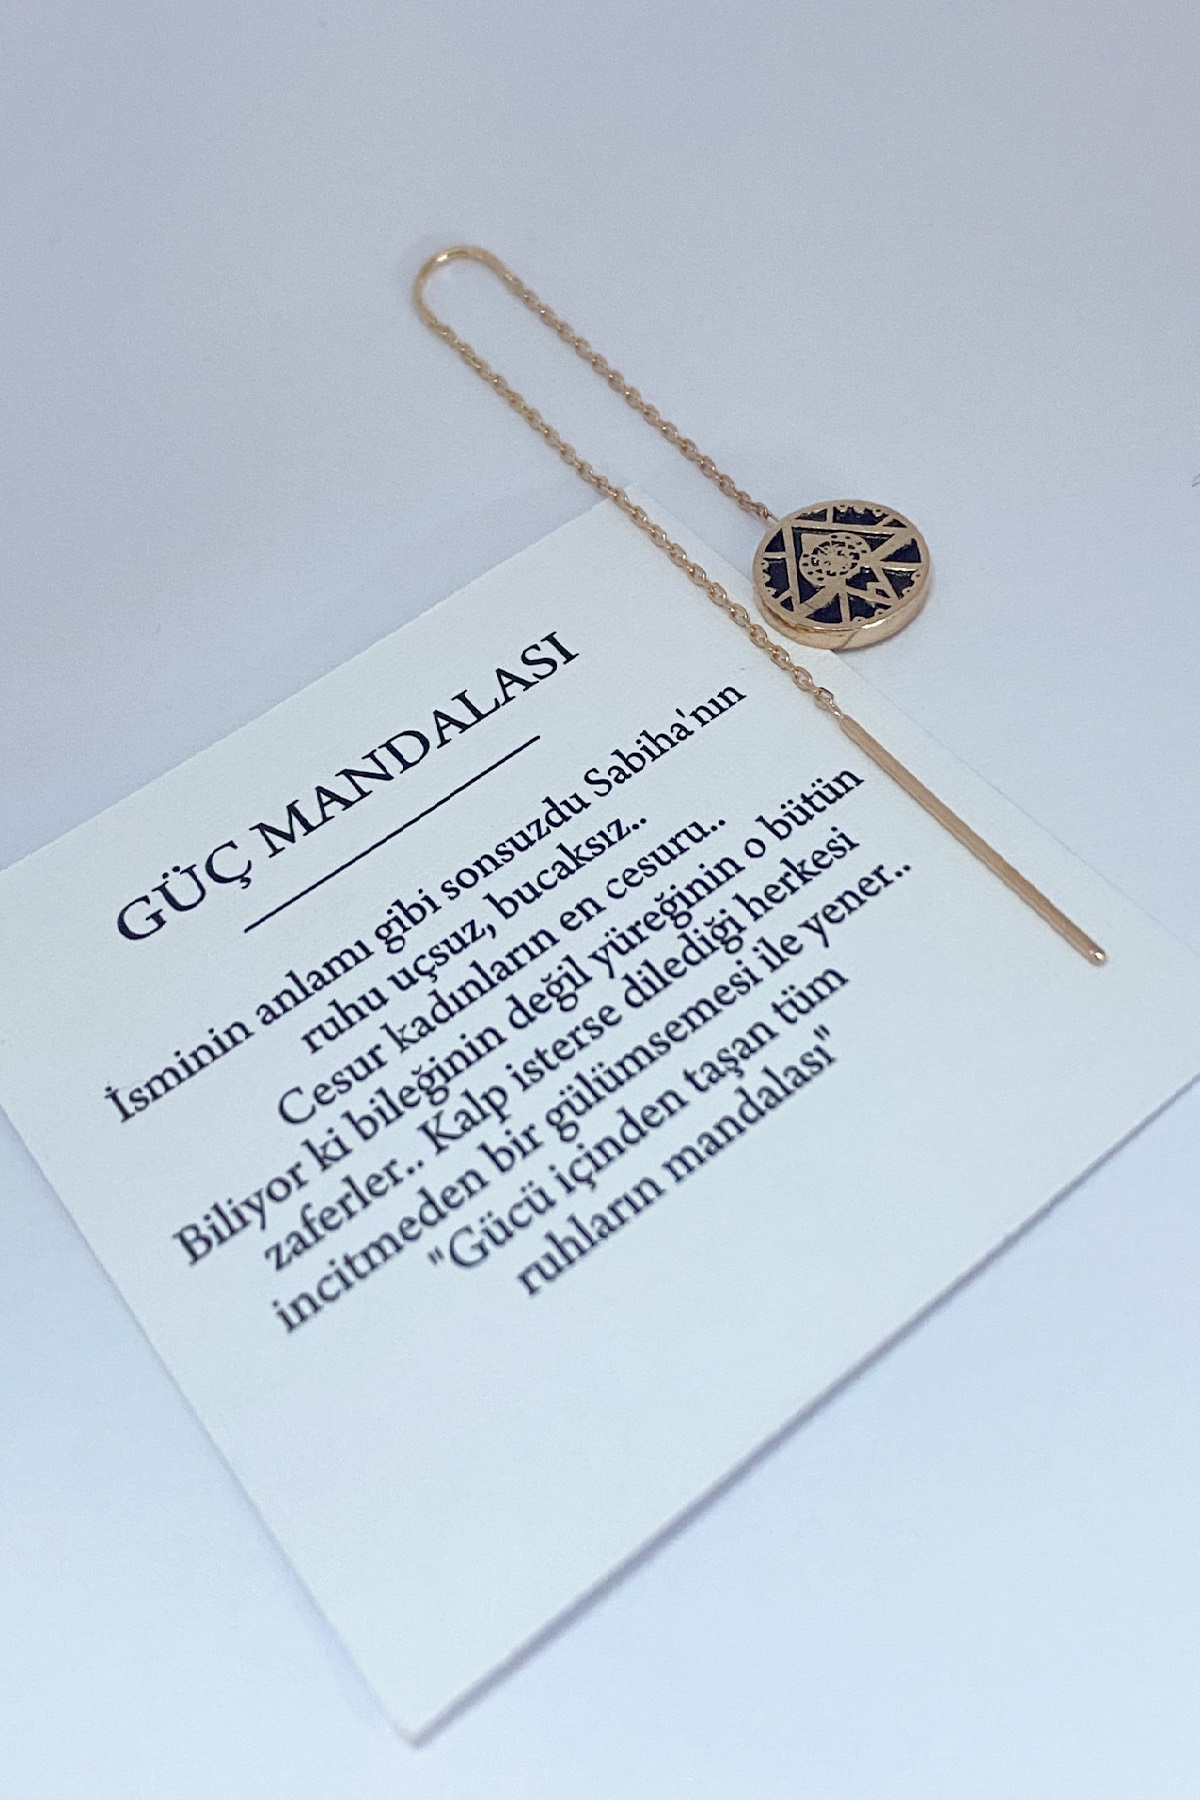 GÜÇ MANDALASI
İsminin anlamı gibi sonsuzdu Sabiha'nın
ruhu uçsuz, bucaksız..
Cesur kadınların en cesuru..
Biliyor ki bileğinin değil yüreğinin o bütün
zaferler.. Kalp isterse dilediği herkesi
incitmeden bir gülümsemesi ile yener..
"Gücü içinden taşan tüm
ruhların mandalası"